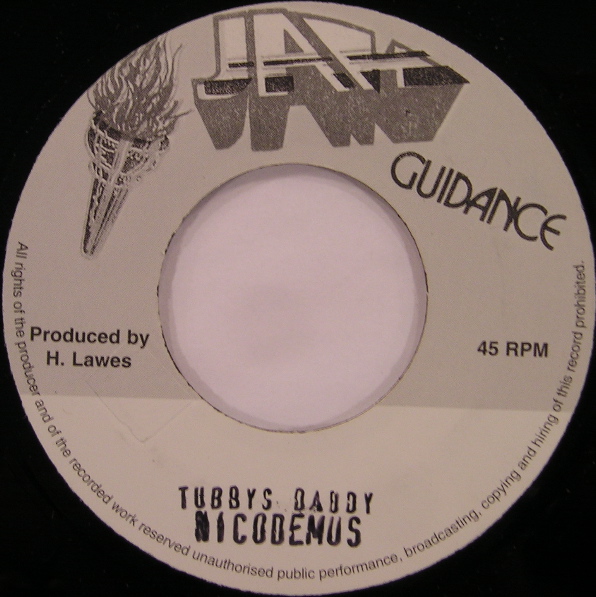 JAH
GUIDANCE
Produced by
H. Lawes
45 RPM
TUBBYS DADDY
NICODEMUS
All rights of the producer and of the recorded work reserved unauthorised public performance, broadcasting, copying and hiring of this record prohibited.